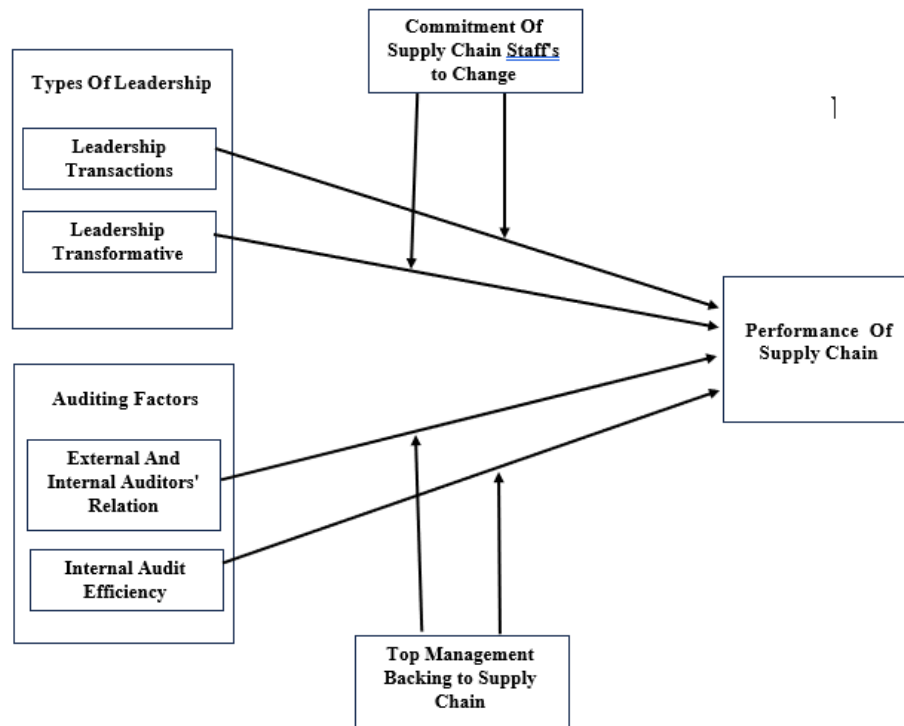 Commitment Of
Supply Chain Staff's
to Change
Types Of Leadership
Leadership
Transactions
Leadership
Transformative
Performance Of
Supply Chain
Auditing Factors
External And
Internal Auditors'
Relation
Internal Audit
Efficiency
Top Management
Backing to Supply
Chain